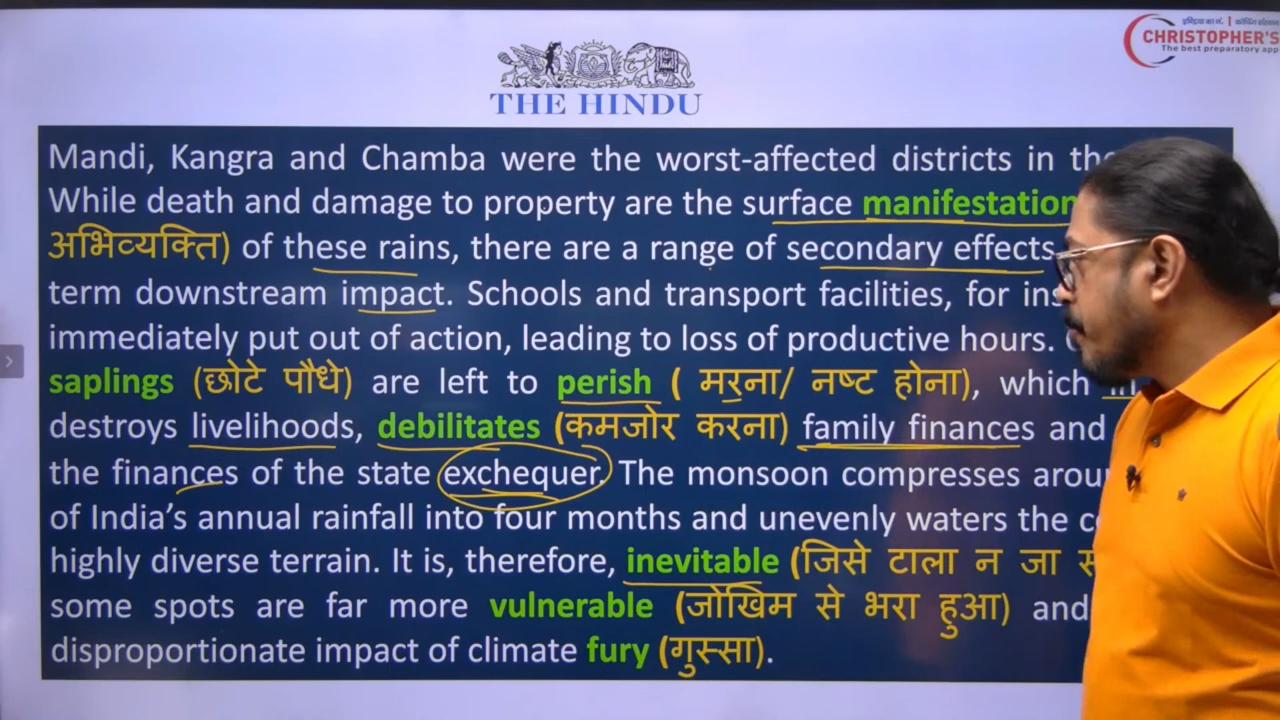 इंडिया का नं. 1 कोचिंग संस्थान
CHRISTOPHER'S
The best preparatory app
THE HINDU
Mandi, Kangra and Chamba were the worst-affected districts in
While death and damage to property are the surface manifestation
अभिव्यक्ति) of these rains, there are a range of secondary effects
term downstream impact. Schools and transport facilities, for
immediately put out of action, leading to loss of productive hours.
saplings (छोटे पौधे) are left to perish ( मरना/ नष्ट होना), which
destroys livelihoods, debilitates (कमजोर करना) family finances and
the finances of the state exchequer. The monsoon compresses
of India’s annual rainfall into four months and unevenly waters the
highly diverse terrain. It is, therefore, inevitable (जिसे टाला न जा
some spots are far more vulnerable (जोखिम से भरा हुआ) and
disproportionate impact of climate fury (गुस्सा).